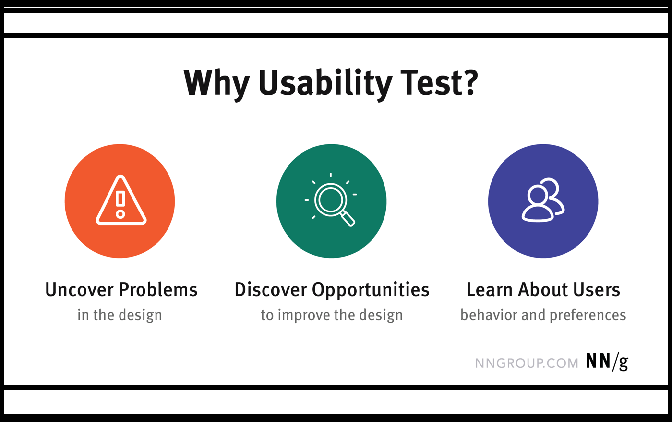 Why Usability Test?
Uncover Problems
in the design
Discover Opportunities
to improve the design
Learn About Users
behavior and preferences
NNGROUP.COM NN/g